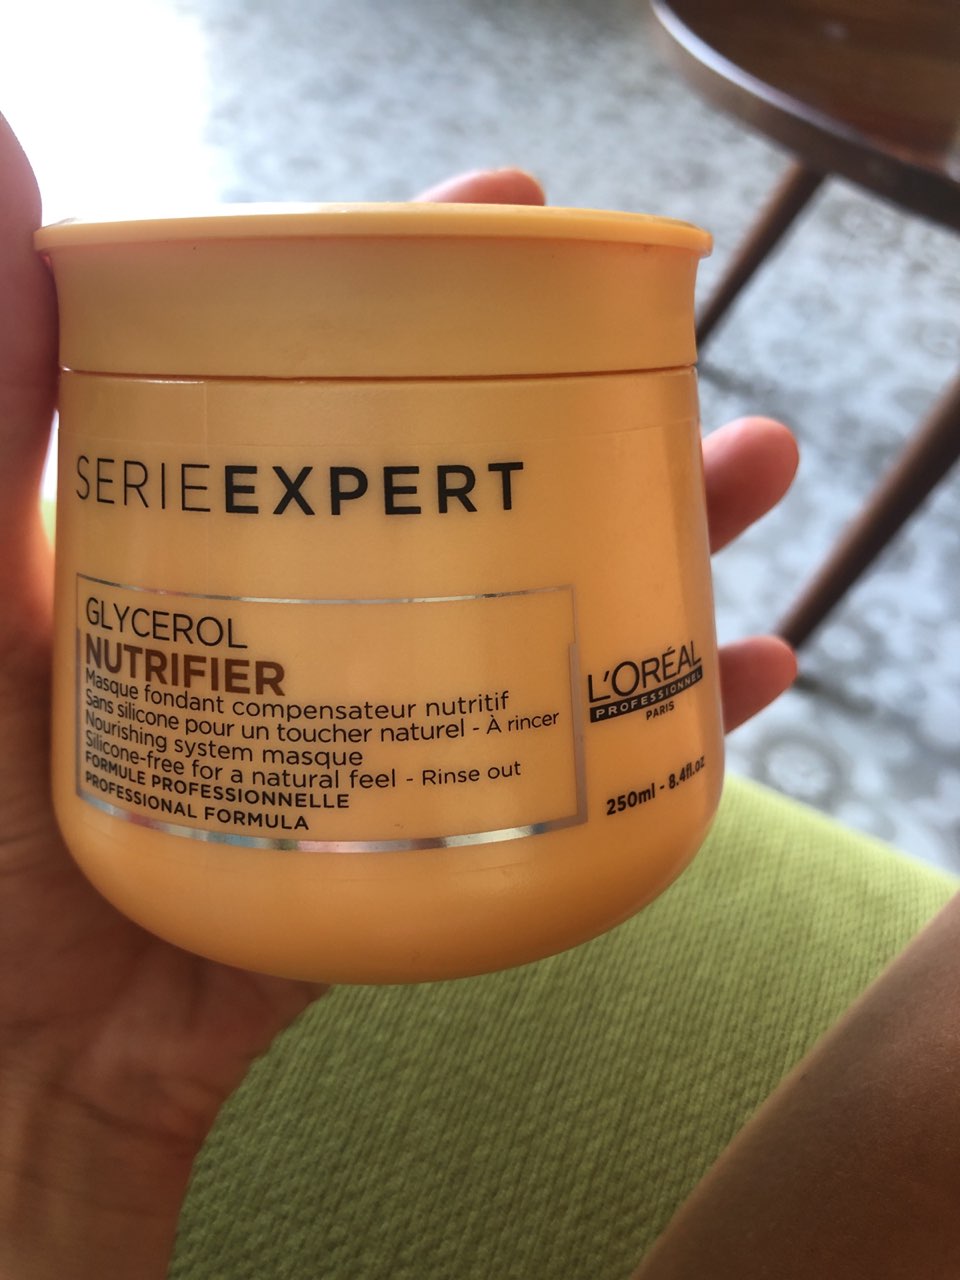 SERIEEXPERT
GLYCEROL
NUTRIFIER
Masque fondant compensateur nutritif
Sans silicone pour un toucher naturel - À rincer
Nourishing system masque
Silicone-free for a natural feel - Rinse out
FORMULE PROFESSIONNELLE
PROFESSIONAL FORMULA
L'ORÉAL
PROFESSIONNEL
PARIS
250ml - 8.4fl.oz